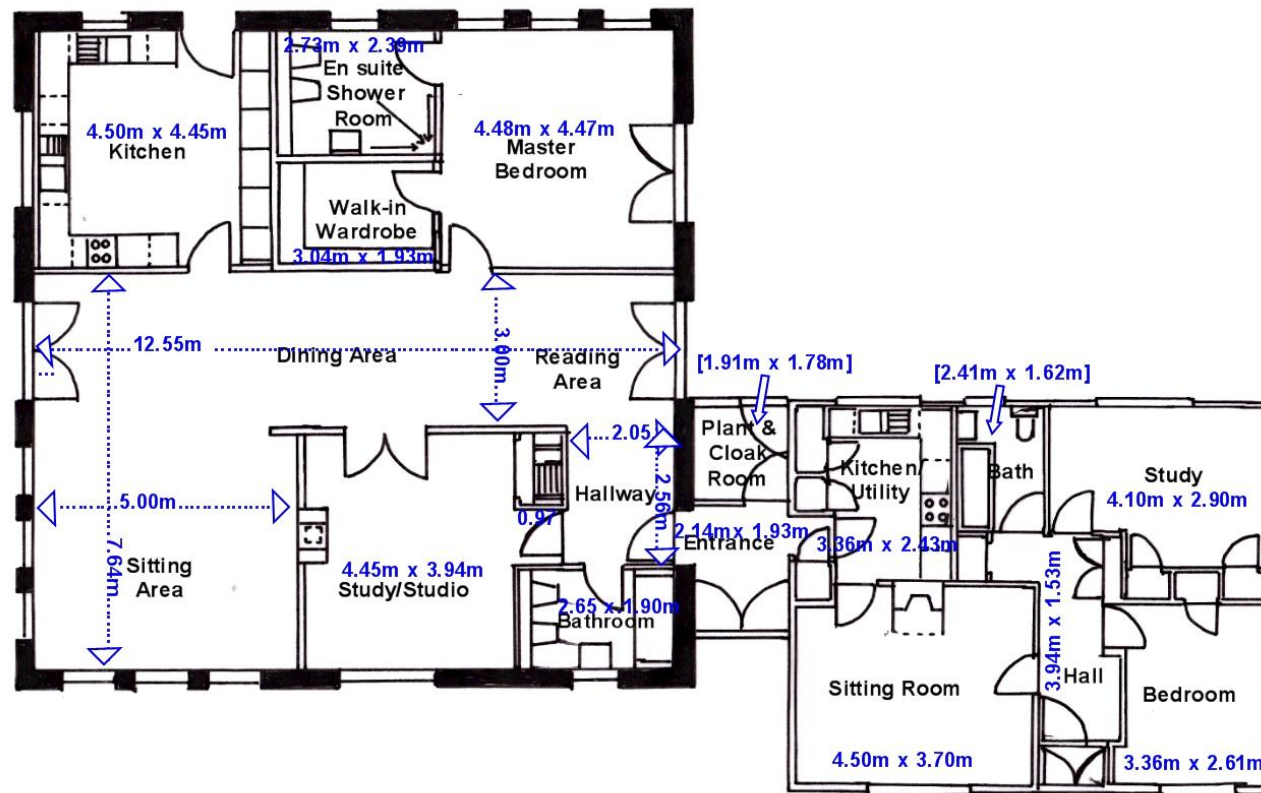 2.73m x 2.39m
En suite
Shower
Room
4.50m x 4.45m
Kitchen
4.48m x 4.47m
Master
Bedroom
Walk-in
Wardrobe
3.04m x 1.93m
12.55m
Dining Area
3.00m
Reading
Area
[1.91m x 1.78m]
[2.41m x 1.62m]
2.05
Plant &
Cloak
Room
Kitchen/
Utility
Bath
Study
4.10m x 2.90m
5.00m
Hallway
2.56m
0.97
2.14m x 1.93m
Entrance
3.36m x 2.43m
7.64m
Sitting
Area
4.45m x 3.94m
Study/Studio
2.65 x 1.90m
Bathroom
3.94m x 1.53m
Sitting Room
Hall
Bedroom
4.50m x 3.70m
3.36m x 2.61m